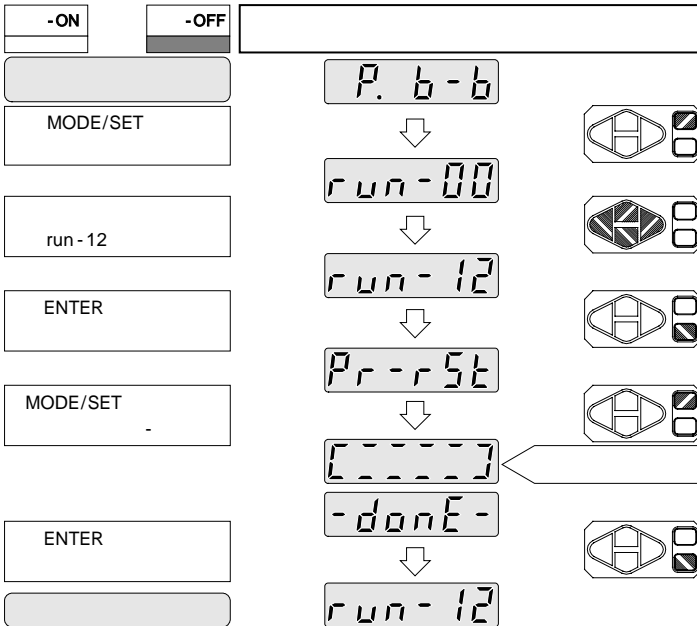 -ON
-OFF
P. b-b
MODE/SET
run-00
run-12
run-12
ENTER
Pr-rSt
MODE/SET
-
-donE-
ENTER
run-12